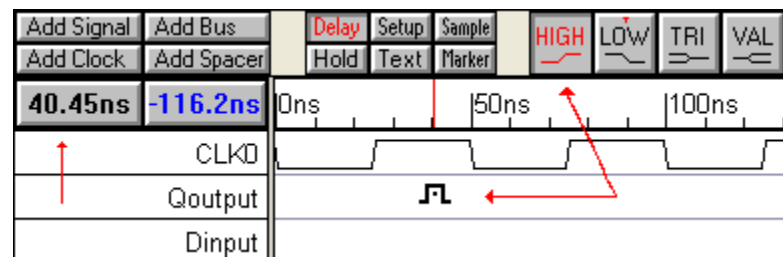 Add Signal Add Bus Delay Setup Sample HIGH LOW TRI VAL
Add Clock Add Spacer Hold Text Marker
40.45ns -116.2ns 0ns 50ns 100ns
CLK0
Qoutput
Dinput